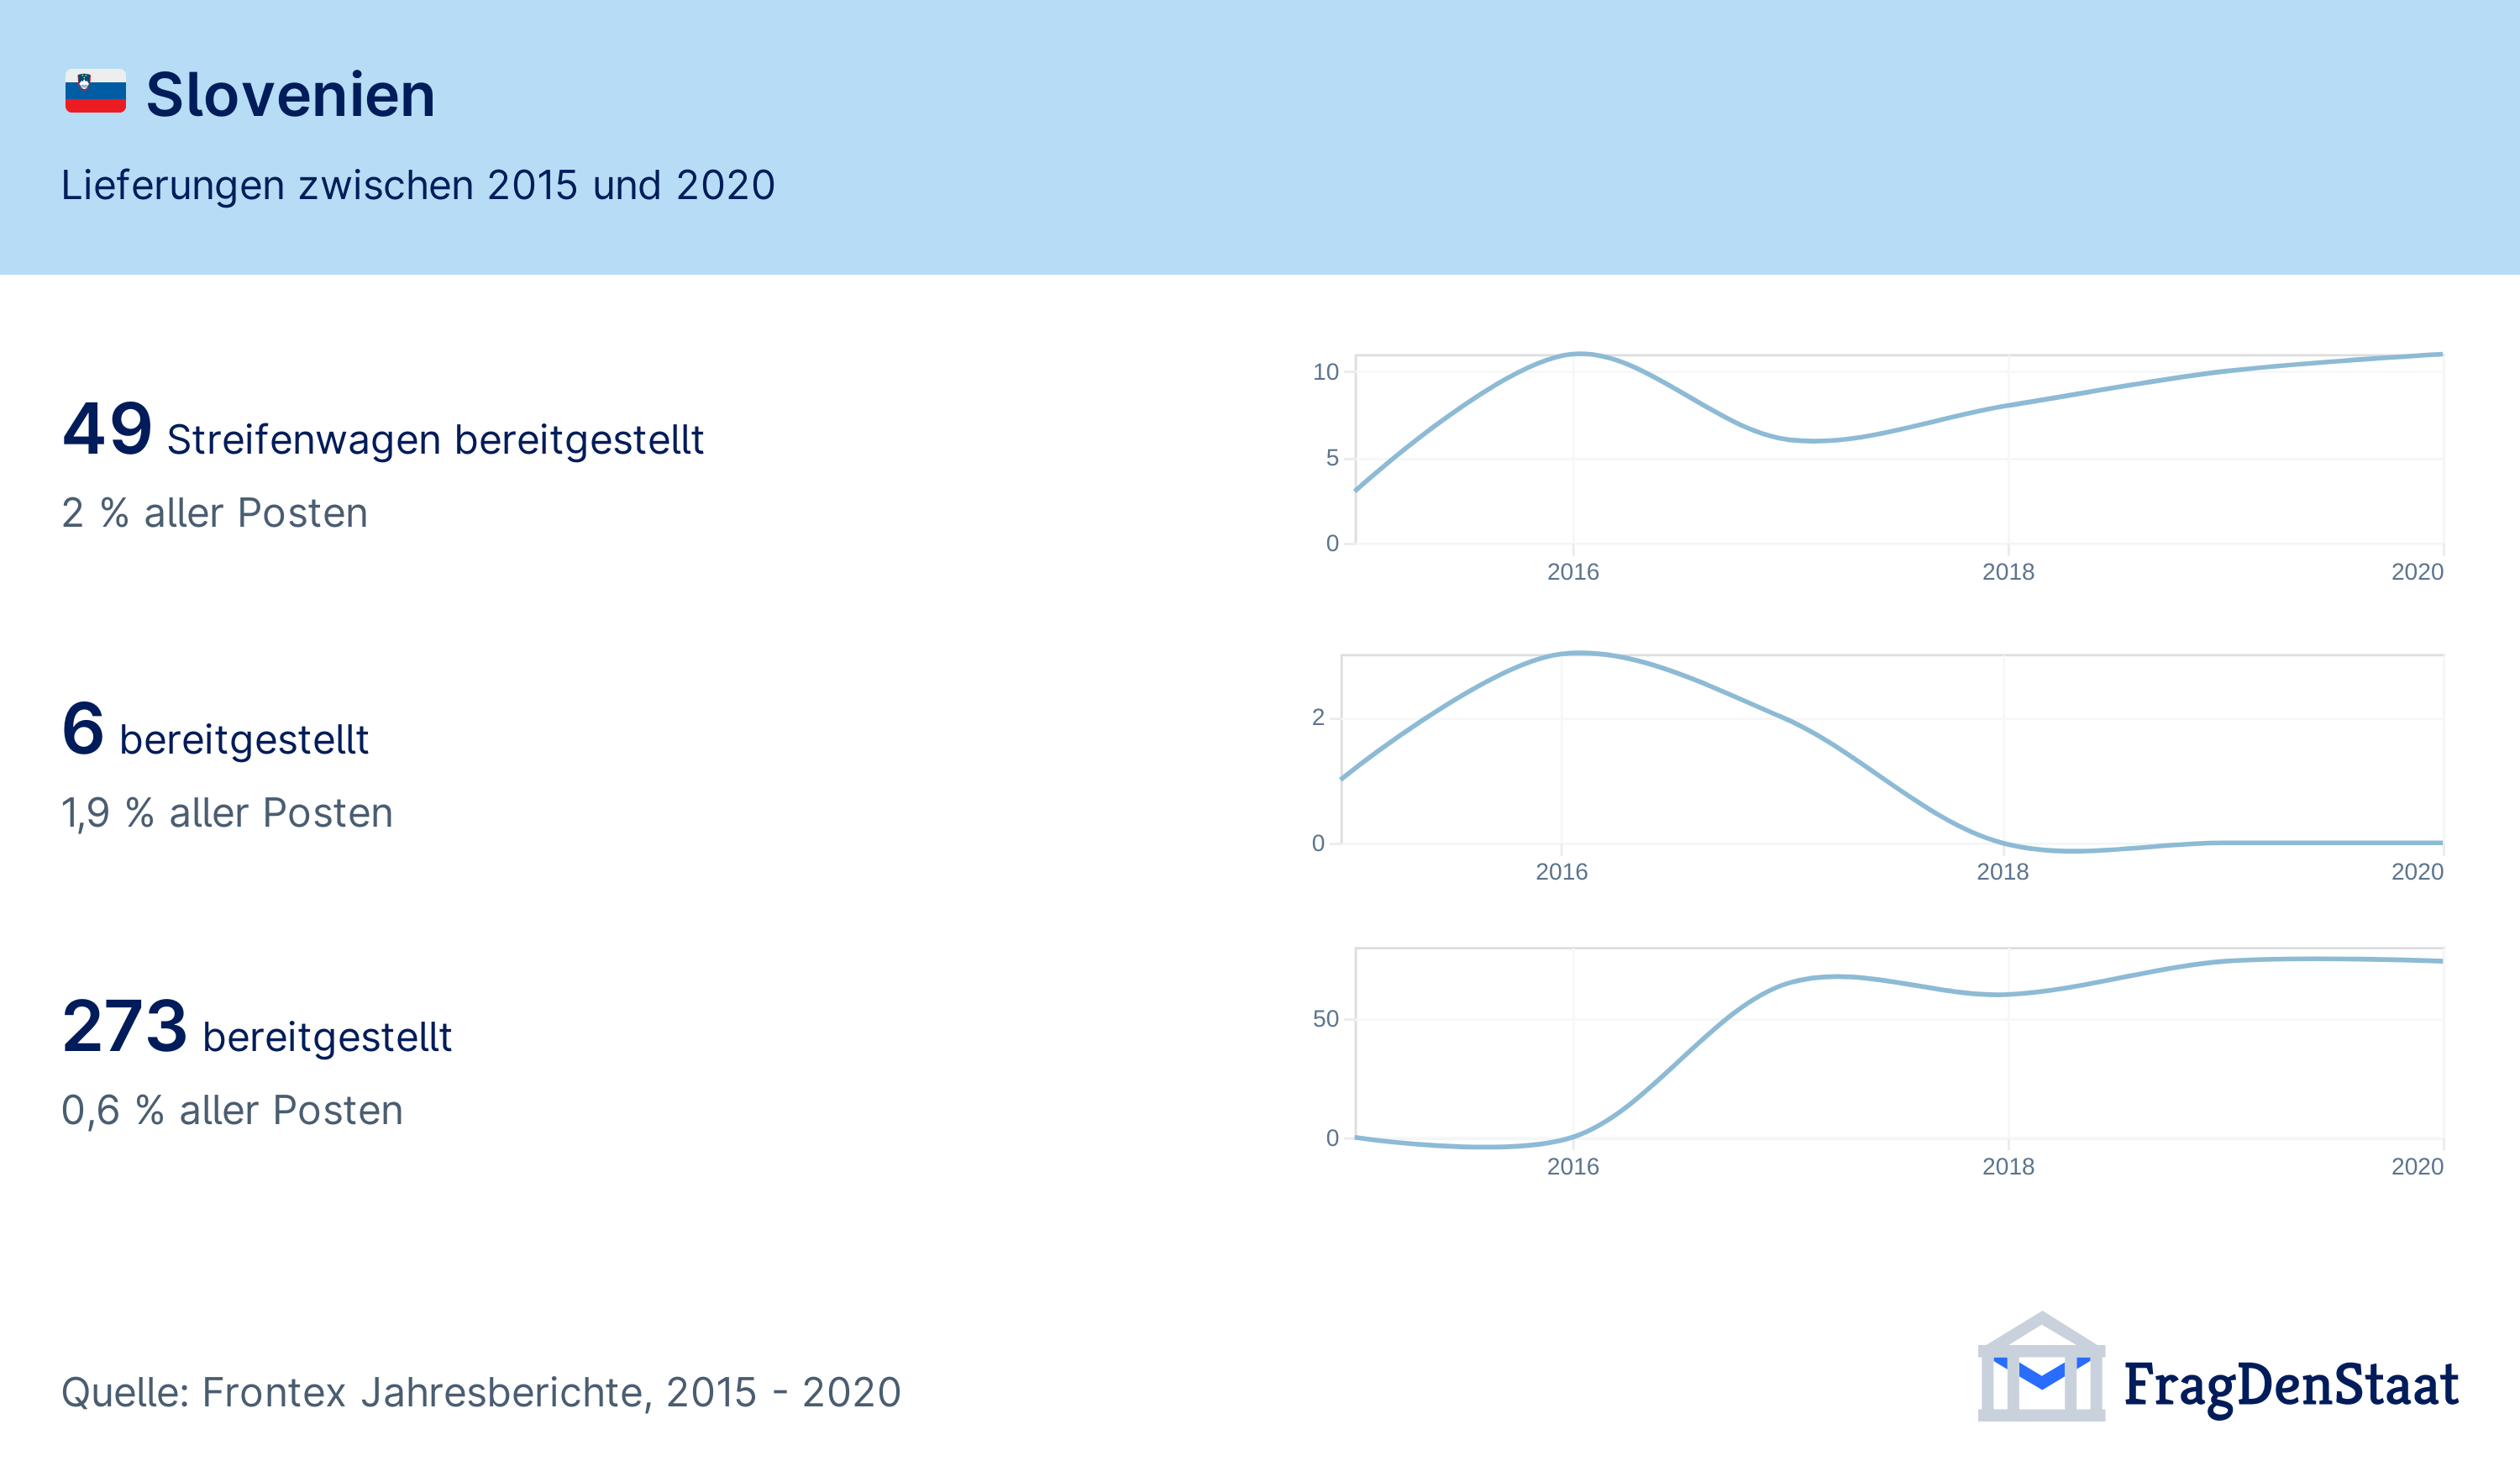 Slovenien
Lieferungen zwischen 2015 und 2020
49 Streifenwagen bereitgestellt
2 % aller Posten
10
5
0
2016
2018
2020
6 bereitgestellt
1,9 % aller Posten
2
0
2016
2018
2020
273 bereitgestellt
0,6 % aller Posten
50
0
2016
2018
2020
Quelle: Frontex Jahresberichte, 2015 - 2020
FragDenStaat